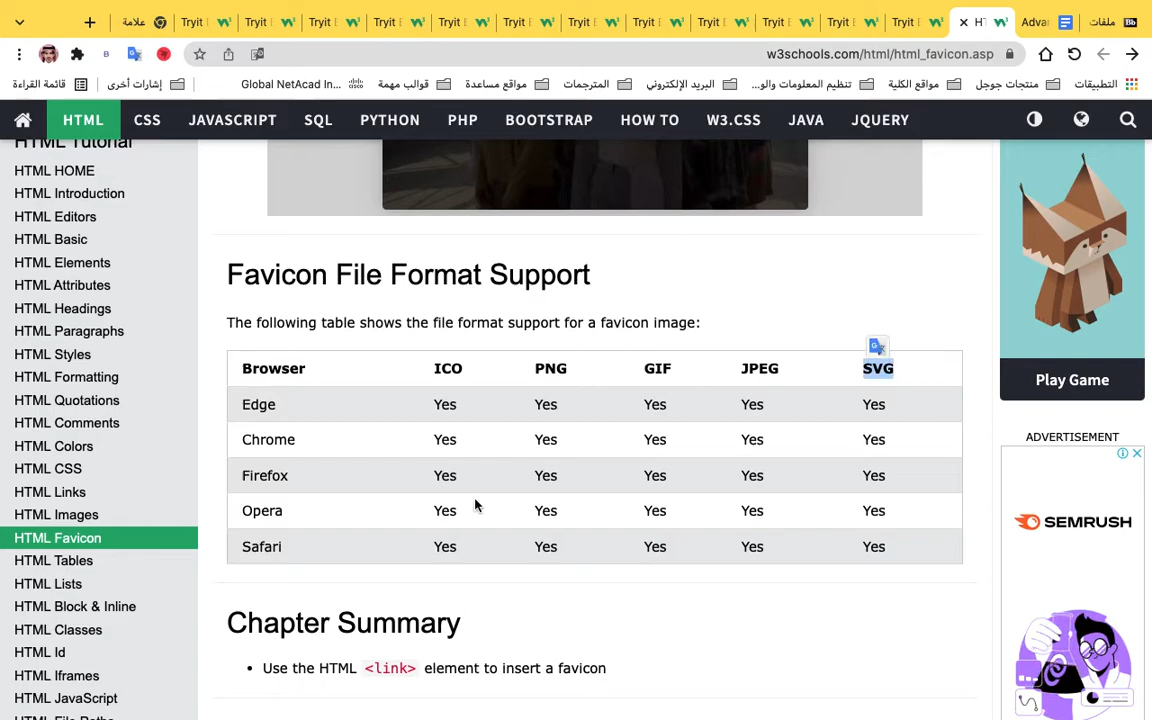 علامة
Tryit E
Tryit E
Tryit E
Tryit E
Tryit E
Tryit E
Tryit E
Tryit E
Tryit E
Tryit E
Tryit E
Tryit E
HT
Adva
ملفات
Bb
w3schools.com/html/html_favicon.asp
التطبيقات
منتجات جوجل
مواقع الكلية
تنظيم المعلومات والو...
البريد الإلكتروني
المترجمات
مواقع مساعدة
قوالب مهمة
Global NetAcad In...
إشارات أخرى
قائمة القراءة
HTML CSS JAVASCRIPT SQL PYTHON PHP BOOTSTRAP HOW TO W3.CSS JAVA JQUERY
HTML Tutorial
HTML HOME
HTML Introduction
HTML Editors
HTML Basic
HTML Elements
HTML Attributes
HTML Headings
HTML Paragraphs
HTML Styles
HTML Formatting
HTML Quotations
HTML Comments
HTML Colors
HTML CSS
HTML Links
HTML Images
HTML Favicon
HTML Tables
HTML Lists
HTML Block & Inline
HTML Classes
HTML Id
HTML Iframes
HTML JavaScript
HTML File Paths
Favicon File Format Support
The following table shows the file format support for a favicon image:
Browser ICO PNG GIF JPEG SVG
Edge Yes Yes Yes Yes Yes
Chrome Yes Yes Yes Yes Yes
Firefox Yes Yes Yes Yes Yes
Opera Yes Yes Yes Yes Yes
Safari Yes Yes Yes Yes Yes
Chapter Summary
• Use the HTML <link> element to insert a favicon
Play Game
ADVERTISEMENT
SEMRUSH